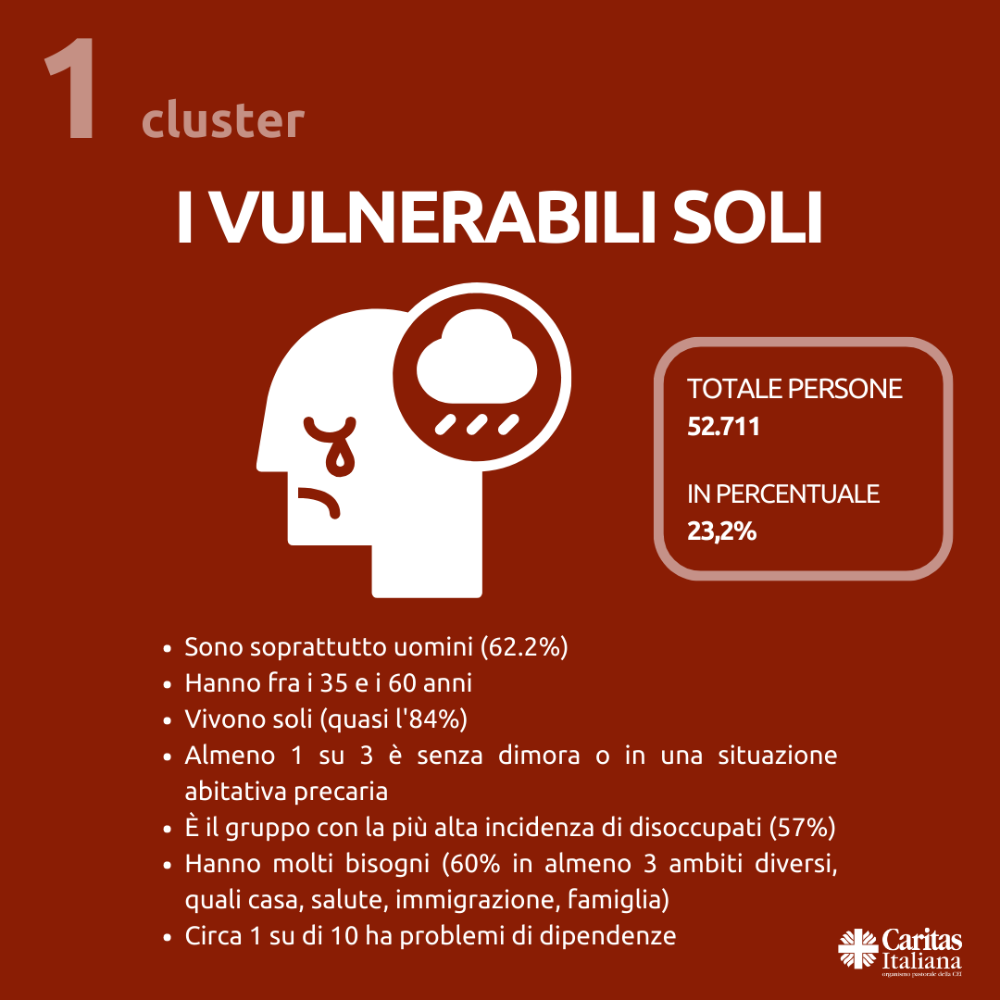 1 cluster
I VULNERABILI SOLI
TOTALE PERSONE
52.711
IN PERCENTUALE
23,2%
• Sono soprattutto uomini (62.2%)
• Hanno fra i 35 e i 60 anni
• Vivono soli (quasi l'84%)
• Almeno 1 su 3 è senza dimora o in una situazione
abitativa precaria
• È il gruppo con la più alta incidenza di disoccupati (57%)
• Hanno molti bisogni (60% in almeno 3 ambiti diversi,
quali casa, salute, immigrazione, famiglia)
• Circa 1 su di 10 ha problemi di dipendenze
Caritas
Italiana
organismo pastorale della CEI